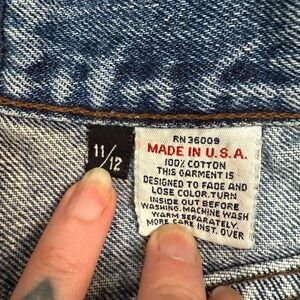 11/12
RN 36009
MADE IN U.S.A.
100% COTTON
THIS GARMENT IS
DESIGNED TO FADE AND
LOSE COLOR. TURN
INSIDE OUT BEFORE
WASHING. MACHINE WASH
WARM SEPARATELY.
MORE CARE INST. OVER